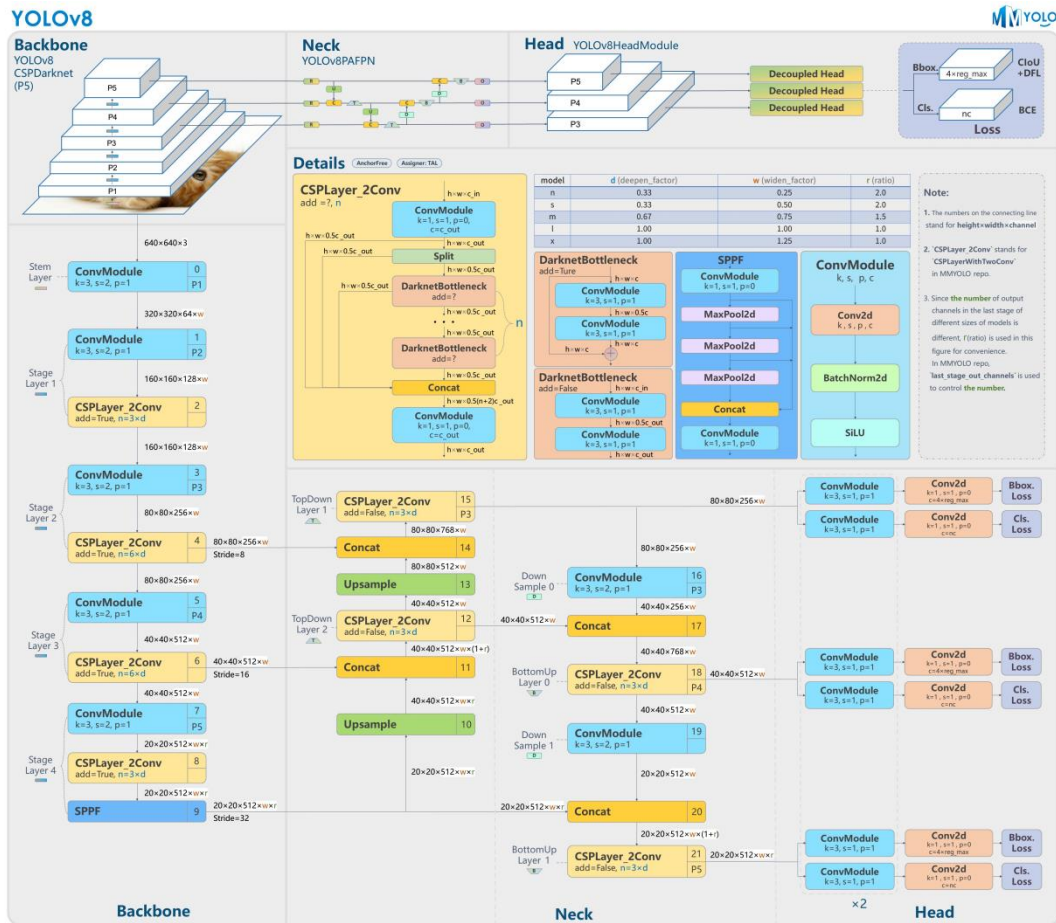 YOLOv8
MMYOLO
Backbone
YOLOv8
CSPDarknet
(P5)
P5
P4
P3
P2
P1
Neck
YOLOv8PAFPN
Head YOLOv8HeadModule
P5
P4
P3
Decoupled Head
Decoupled Head
Decoupled Head
Bbox.
4×reg_max
CIoU
+DFL
Cls.
nc
BCE
Loss
Details
AnchorFree
Assigner: TAL
CSPLayer_2Conv
add =?, n
h×w×c_in
ConvModule
k=1, s=1, p=0,
c=c_out
h×w×c_out
h×w×0.5c_out
h×w×0.5c_out
Split
h×w×0.5c_out
h×w×0.5c_out
DarknetBottleneck
add=?
h×w×0.5c_out
. . .
h×w×0.5c_out
DarknetBottleneck
add=?
n
h×w×0.5c_out
Concat
h×w×0.5(n+2)c_out
ConvModule
k=1, s=1, p=0,
c=c_out
h×w×c_out
model d (deepen_factor) w (widen_factor) r (ratio)
n 0.33 0.25 2.0
s 0.33 0.50 2.0
m 0.67 0.75 1.5
l 1.00 1.00 1.0
x 1.00 1.25 1.0
DarknetBottleneck
add=Ture
h×w×c
ConvModule
k=3, s=1, p=1
h×w×0.5c
ConvModule
k=3, s=1, p=1
h×w×c
h×w×c
DarknetBottleneck
add=False
h×w×c_in
ConvModule
k=3, s=1, p=1
h×w×0.5c_out
ConvModule
k=3, s=1, p=1
h×w×c_out
SPPF
ConvModule
k=1, s=1, p=0
MaxPool2d
MaxPool2d
MaxPool2d
Concat
ConvModule
k=1, s=1, p=0
ConvModule
k, s, p, c
Conv2d
k, s, p, c
BatchNorm2d
SiLU
Note:
1. The numbers on the connecting line
stand for height×width×channel
2. `CSPLayer_2Conv` stands for
`CSPLayerWithTwoConv`
in MMYOLO repo.
3. Since the number of output
channels in the last stage of
different sizes of models is
different, r'(ratio) is used in this
figure for convenience.
In MMYOLO repo,
`last_stage_out_channels` is used
to control the number.
640×640×3
Stem
Layer
ConvModule 0
k=3, s=2, p=1 P1
320×320×64×w
ConvModule 1
k=3, s=2, p=1 P2
Stage
Layer 1
160×160×128×w
CSPLayer_2Conv 2
add=True, n=3×d
160×160×128×w
ConvModule 3
k=3, s=2, p=1 P3
Stage
Layer 2
80×80×256×w
CSPLayer_2Conv 4
add=True, n=6×d
80×80×256×w
Stride=8
80×80×256×w
ConvModule 5
k=3, s=2, p=1 P4
Stage
Layer 3
40×40×512×w
CSPLayer_2Conv 6
add=True, n=6×d
40×40×512×w
Stride=16
40×40×512×w
ConvModule 7
k=3, s=2, p=1 P5
Stage
Layer 4
20×20×512×w×r
CSPLayer_2Conv 8
add=True, n=3×d
20×20×512×w×r
SPPF 9
20×20×512×w×r
Stride=32
Backbone
TopDown
Layer 1
T
CSPLayer_2Conv 15
add=False, n=3×d P3
80×80×768×w
Concat 14
80×80×512×w
Upsample 13
40×40×512×w
TopDown
Layer 2
T
CSPLayer_2Conv 12
add=False, n=3×d
40×40×512×w
40×40×512×w×(1+r)
Concat 11
40×40×512×w×r
Upsample 10
20×20×512×w×r
80×80×256×w
80×80×256×w
Down
Sample 0
D
ConvModule 16
k=3, s=2, p=1 P3
40×40×256×w
Concat 17
40×40×768×w
BottomUp
Layer 0
B
CSPLayer_2Conv 18
add=False, n=3×d P4
40×40×512×w
40×40×512×w
Down
Sample 1
D
ConvModule 19
k=3, s=2, p=1
20×20×512×w
20×20×512×w×r
Concat 20
20×20×512×w×(1+r)
BottomUp
Layer 1
B
CSPLayer_2Conv 21
add=False, n=3×d P5
20×20×512×w×r
Neck
ConvModule
k=3, s=1, p=1
Conv2d
k=1, s=1, p=0
c=4×reg_max
Bbox.
Loss
ConvModule
k=3, s=1, p=1
Conv2d
k=1, s=1, p=0
c=nc
Cls.
Loss
ConvModule
k=3, s=1, p=1
Conv2d
k=1, s=1, p=0
c=4×reg_max
Bbox.
Loss
ConvModule
k=3, s=1, p=1
Conv2d
k=1, s=1, p=0
c=nc
Cls.
Loss
ConvModule
k=3, s=1, p=1
Conv2d
k=1, s=1, p=0
c=4×reg_max
Bbox.
Loss
ConvModule
k=3, s=1, p=1
Conv2d
k=1, s=1, p=0
c=nc
Cls.
Loss
×2
Head